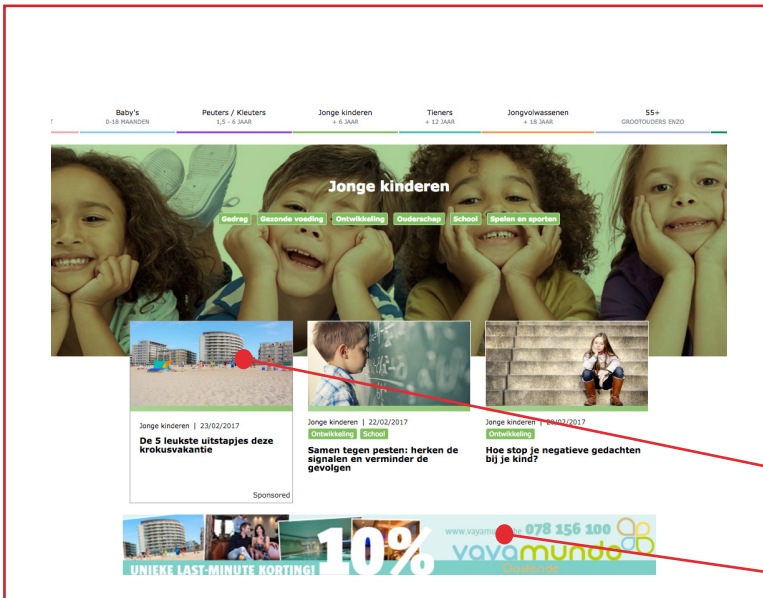 Baby's
0-18 MAANDEN
Peuters / Kleuters
1,5 - 6 JAAR
Jonge kinderen
+ 6 JAAR
Tieners
+ 12 JAAR
Jongvolwassenen
+ 18 JAAR
55+
GROOTOUDERS ENZO
Jonge kinderen
Gedrag Gezonde voeding Ontwikkeling Ouderschap School Spelen en sporten
Jonge kinderen | 23/02/2017
De 5 leukste uitstapjes deze
krokusvakantie
Sponsored
Jonge kinderen | 22/02/2017
Ontwikkeling School
Samen tegen pesten: herken de
signalen en verminder de
gevolgen
Jonge kinderen | /02/2017
Ontwikkeling
Hoe stop je negatieve gedachten
bij je kind?
UNIEKE LAST-MINUTE KORTING!
10%
078 156 100
vayamundo
Oostende